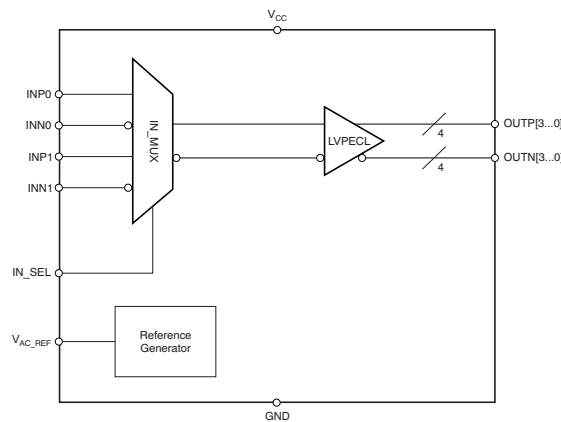 VCC
INP0
INN0
INP1
INN1
IN_MUX
LVPECL
4
OUTP[3...0]
4
OUTN[3...0]
IN_SEL
VAC_REF
Reference
Generator
GND